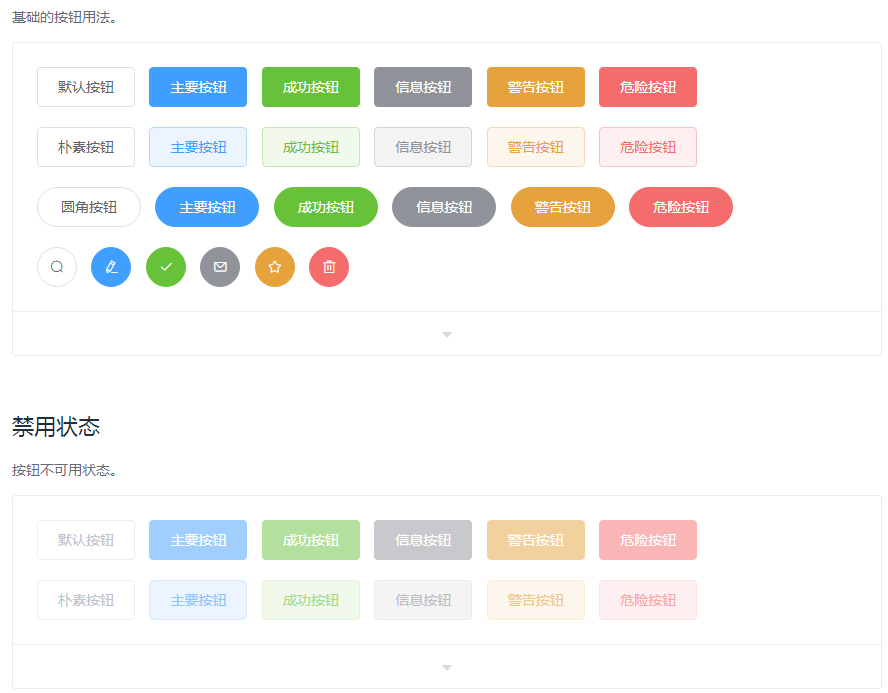 基础的按钮用法。
默认按钮 主要按钮 成功按钮 信息按钮 警告按钮 危险按钮
朴素按钮 主要按钮 成功按钮 信息按钮 警告按钮 危险按钮
圆角按钮 主要按钮 成功按钮 信息按钮 警告按钮 危险按钮
禁用状态
按钮不可用状态。
默认按钮 主要按钮 成功按钮 信息按钮 警告按钮 危险按钮
朴素按钮 主要按钮 成功按钮 信息按钮 警告按钮 危险按钮